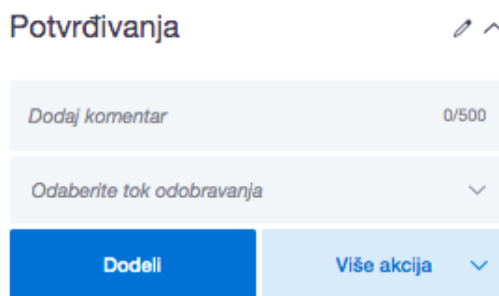 Potvrđivanja
Dodaj komentar 0/500
Odaberite tok odobravanja
Dodeli Više akcija